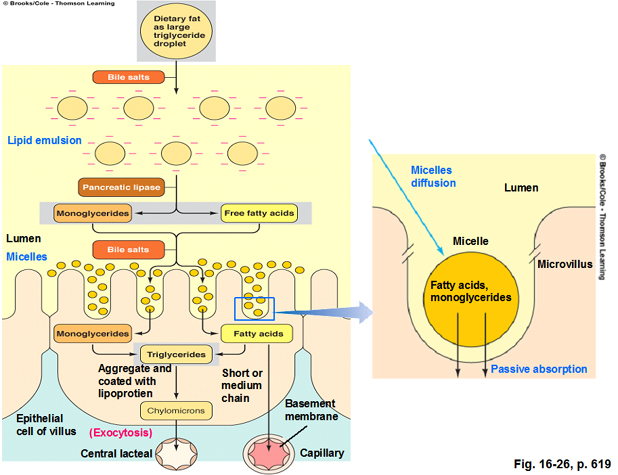 © Brooks/Cole - Thomson Learning
Dietary fat
as large
triglyceride
droplet
Bile salts
Lipid emulsion
Pancreatic lipase
Monoglycerides
Free fatty acids
Lumen
Bile salts
Micelles
Monoglycerides
Fatty acids
Triglycerides
Aggregate and
coated with
lipoprotien
Short or
medium
chain
Chylomicrons
Basement
membrane
Epithelial
cell of villus
(Exocytosis)
Central lacteal
Capillary
Micelles
diffusion
Lumen
Micelle
Microvillus
Fatty acids,
monoglycerides
Passive absorption
© Brooks/Cole - Thomson Learning
Fig. 16-26, p. 619